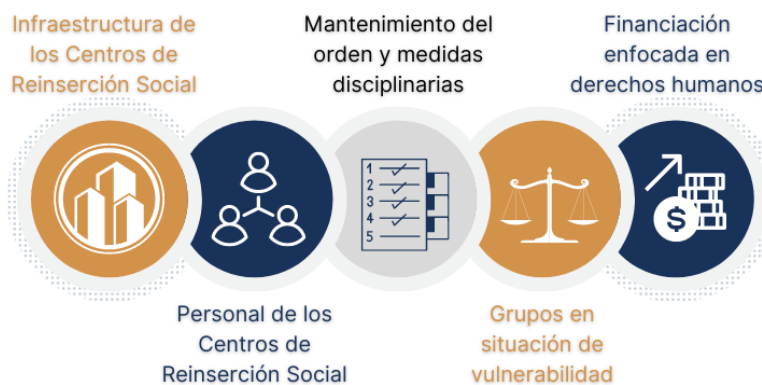 Infraestructura de
los Centros de
Reinserción Social
Mantenimiento del
orden y medidas
disciplinarias
Financiación
enfocada en
derechos humanos
1
2
3
4
5
$
Personal de los
Centros de
Reinserción Social
Grupos en
situación de
vulnerabilidad